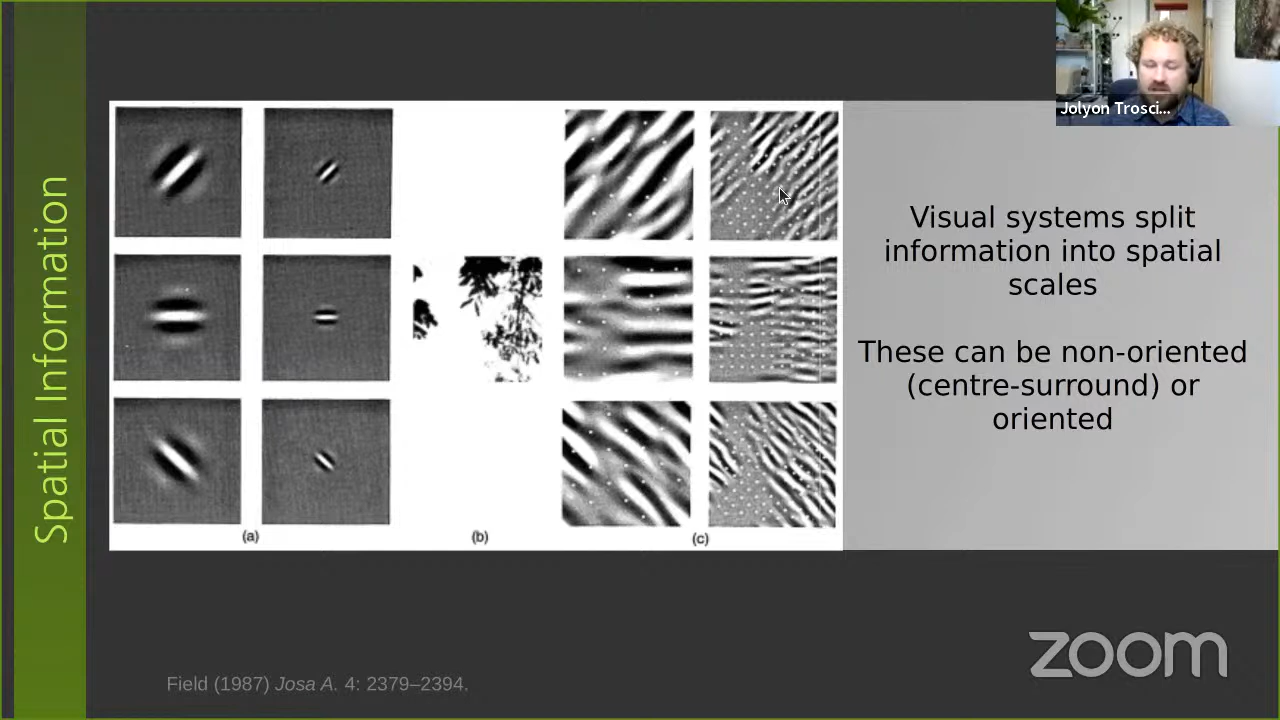 Jolyon Trosci...
Spatial Information
Visual systems split
information into spatial
scales
These can be non-oriented
(centre-surround) or
oriented
(a)
(b)
(c)
Field (1987) Josa A. 4: 2379–2394.
zoom